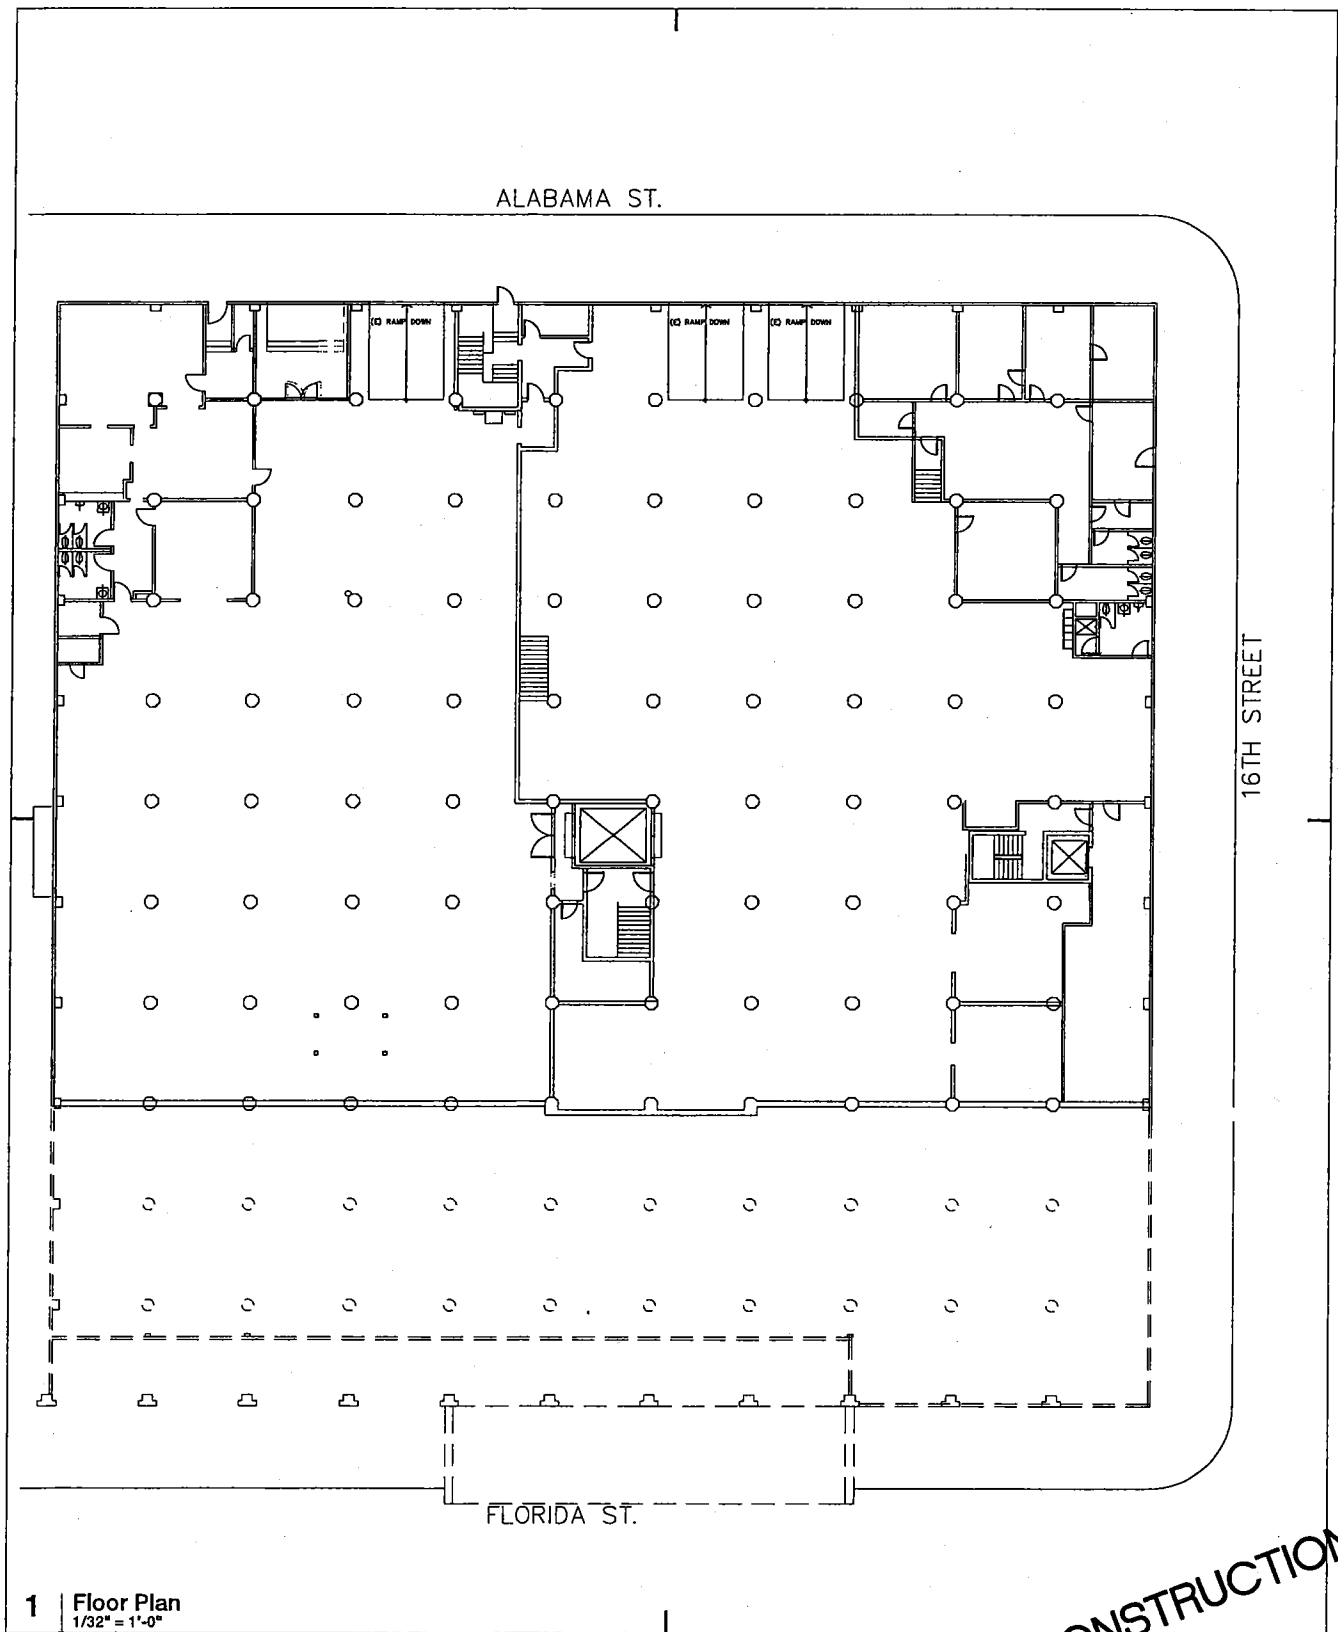 ALABAMA ST.
(E) RAMP DOWN
(E) RAMP DOWN
(E) RAMP DOWN
16TH STREET
FLORIDA ST.
1
Floor Plan
1/32" = 1'-0"
ONSTRUCTION